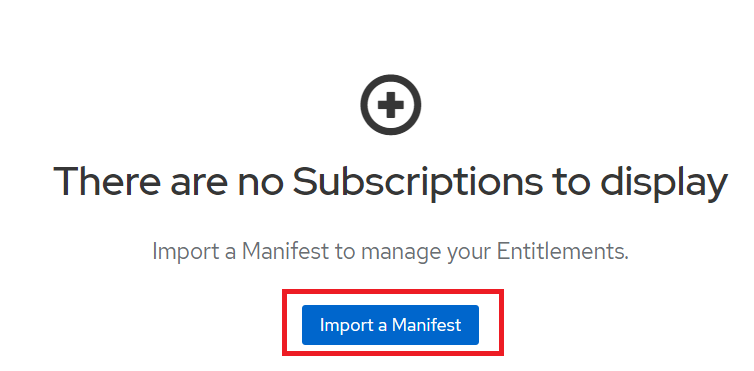 There are no Subscriptions to display
Import a Manifest to manage your Entitlements.
Import a Manifest